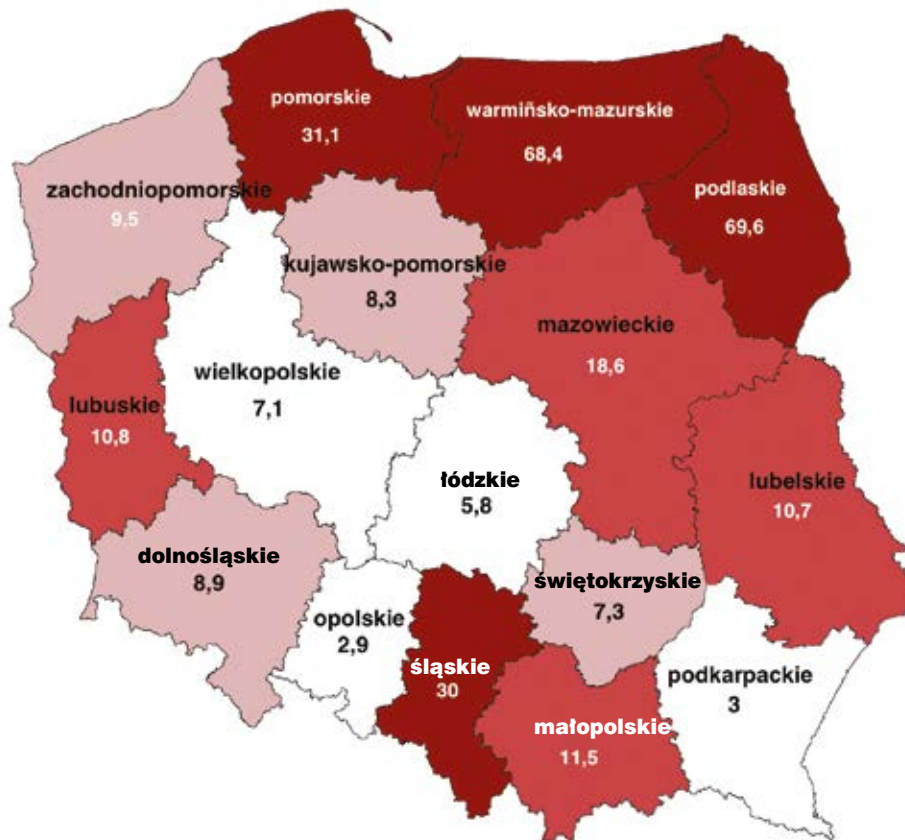 pomorskie
31,1
warmińsko-mazurskie
68,4
podlaskie
69,6
zachodniopomorskie
9,5
kujawsko-pomorskie
8,3
mazowieckie
18,6
wielkopolskie
7,1
lubuskie
10,8
łódzkie
5,8
lubelskie
10,7
dolnośląskie
8,9
świętokrzyskie
7,3
opolskie
2,9
śląskie
30
podkarpackie
3
małopolskie
11,5